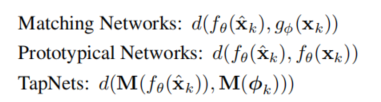 Matching Networks: d(f_θ(x̂_k), g_ϕ(x_k))
Prototypical Networks: d(f_θ(x̂_k), f_θ(x_k))
TapNets: d(M(f_θ(x̂_k)), M(ϕ_k)))